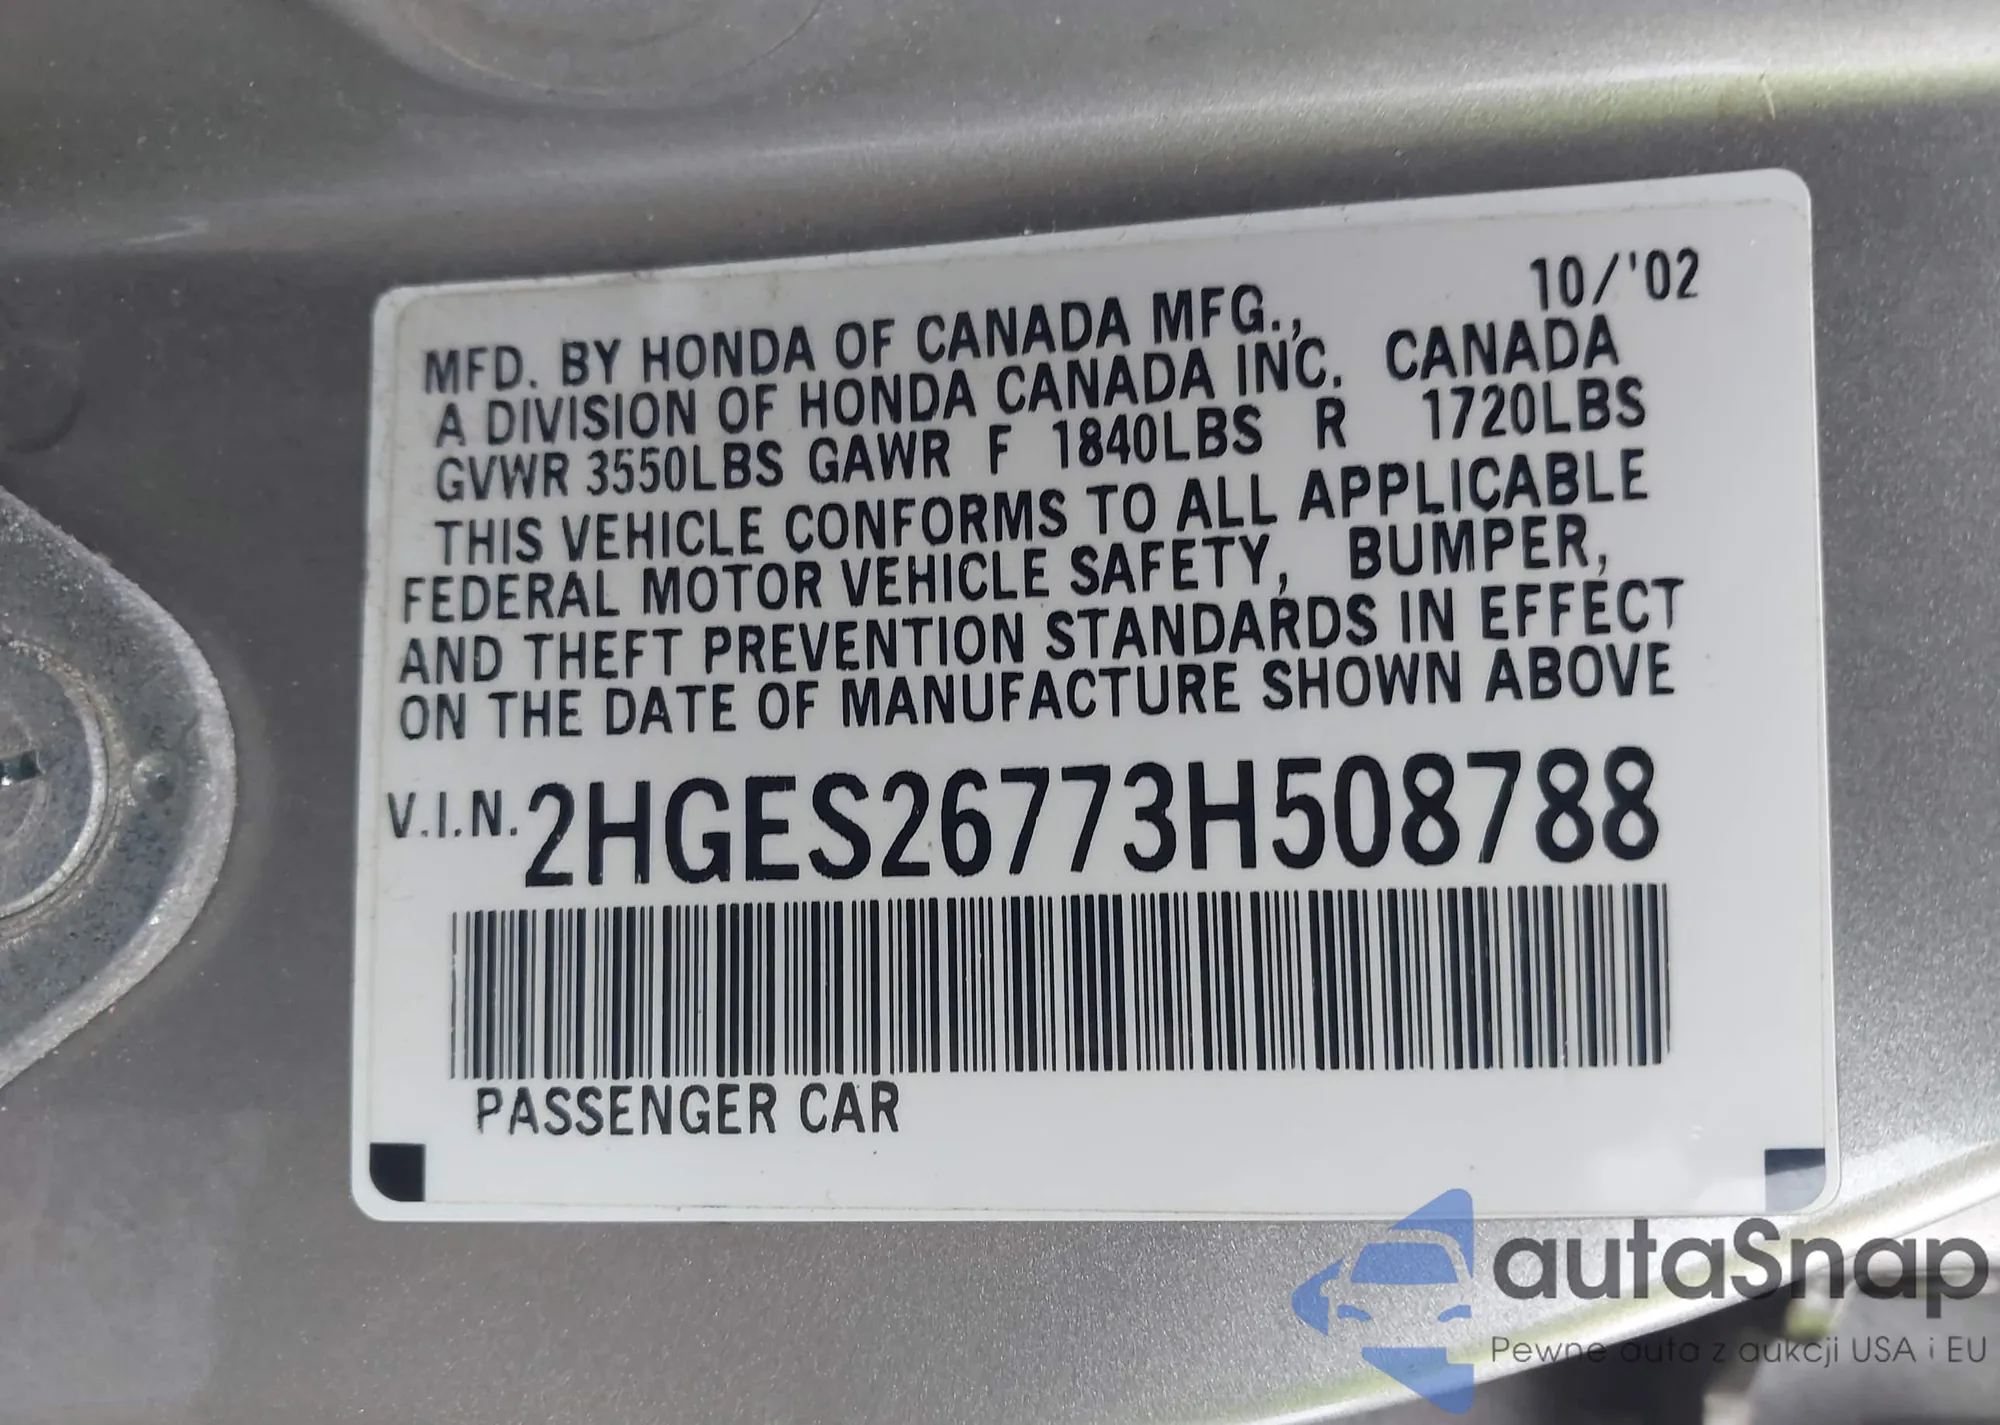 10/'02
MFD. BY HONDA OF CANADA MFG.,
A DIVISION OF HONDA CANADA INC. CANADA
GVWR 3550LBS GAWR F 1840LBS R 1720LBS
THIS VEHICLE CONFORMS TO ALL APPLICABLE
FEDERAL MOTOR VEHICLE SAFETY, BUMPER,
AND THEFT PREVENTION STANDARDS IN EFFECT
ON THE DATE OF MANUFACTURE SHOWN ABOVE
V.I.N. 2HGES26773H508788
PASSENGER CAR
autaSnap
Pewne auta z aukcji USA i EU